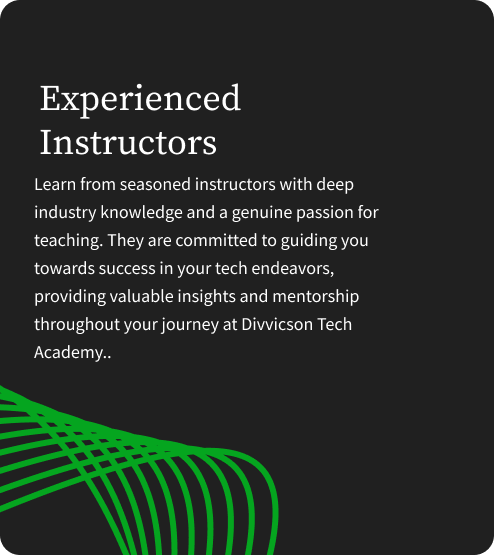 Experienced
Instructors
Learn from seasoned instructors with deep
industry knowledge and a genuine passion for
teaching. They are committed to guiding you
towards success in your tech endeavors,
providing valuable insights and mentorship
throughout your journey at Divvicson Tech
Academy..